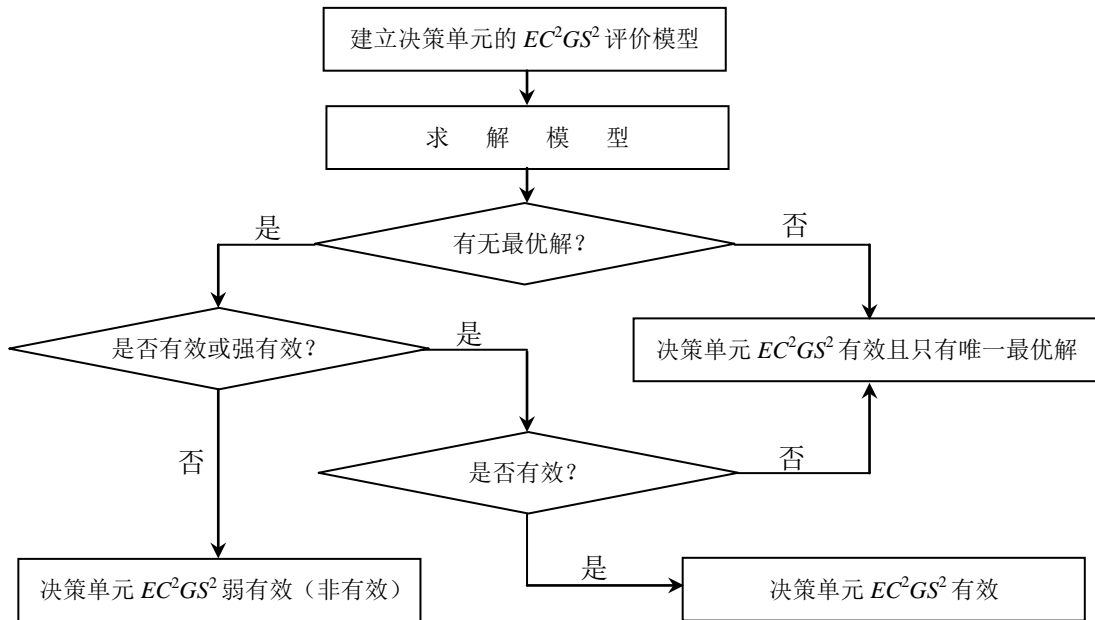 建立决策单元的 EC²GS² 评价模型
求 解 模 型
有无最优解？
是
否
是否有效或强有效？
是
决策单元 EC²GS² 有效且只有唯一最优解
否
是否有效？
否
决策单元 EC²GS² 弱有效（非有效）
是
决策单元 EC²GS² 有效